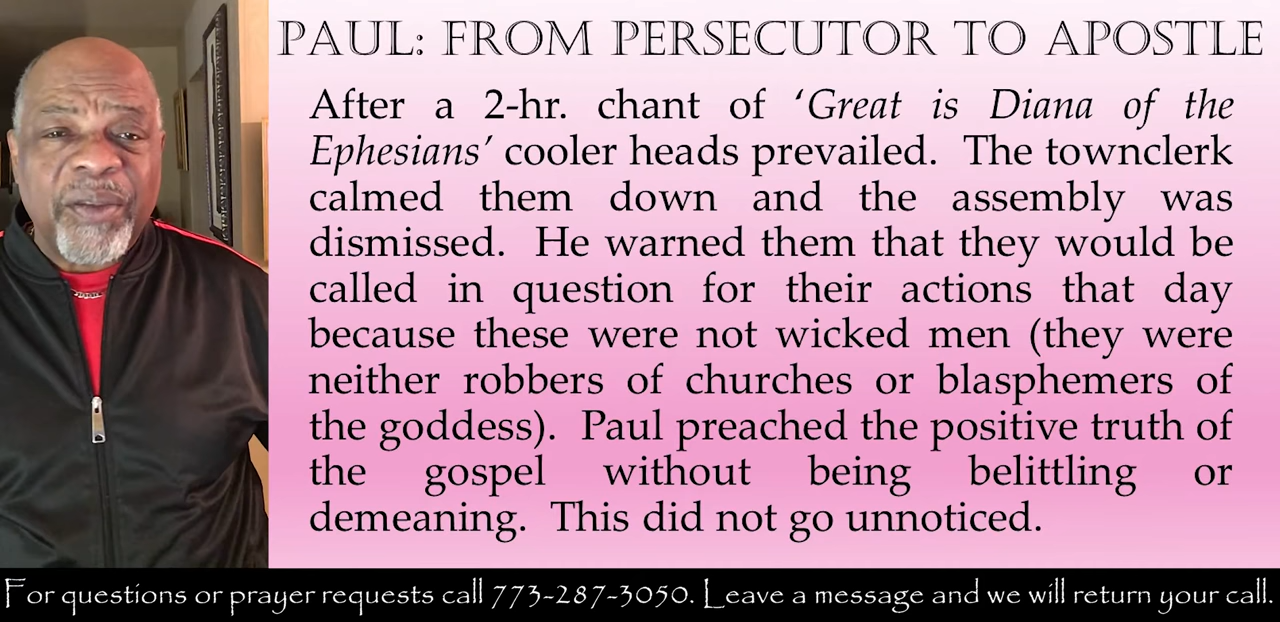 PAUL: FROM PERSECUTOR TO APOSTLE
After a 2-hr. chant of ‘Great is Diana of the
Ephesians’ cooler heads prevailed. The townclerk
calmed them down and the assembly was
dismissed. He warned them that they would be
called in question for their actions that day
because these were not wicked men (they were
neither robbers of churches or blasphemers of
the goddess). Paul preached the positive truth of
the gospel without being belittling or
demeaning. This did not go unnoticed.
For questions or prayer requests call 773-287-3050. Leave a message and we will return your call.